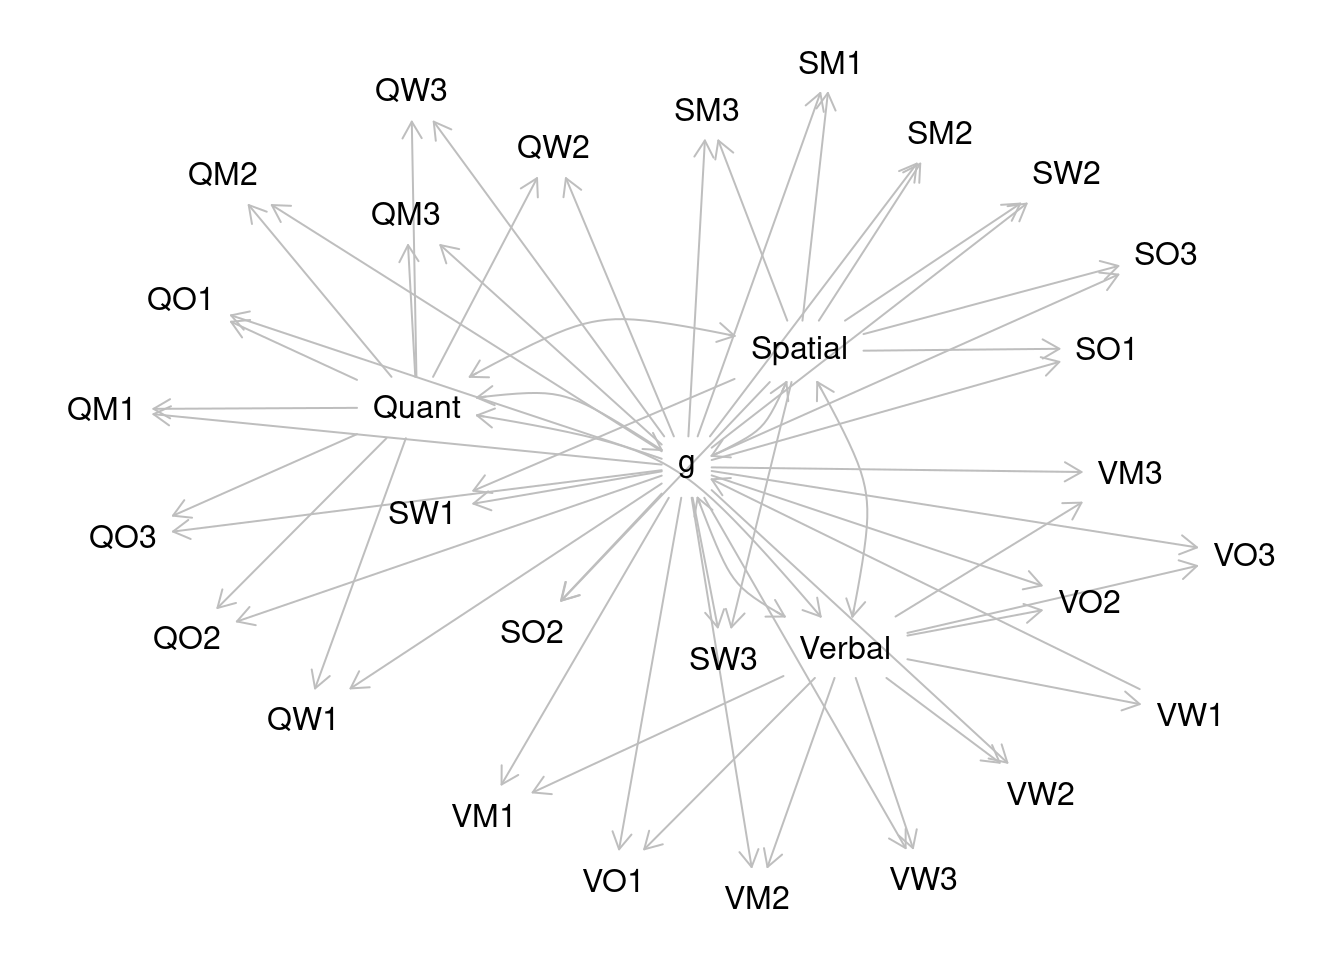 SM1
QW3
SM3
SM2
QW2
SW2
QM2
QM3
SO3
QO1
Spatial
SO1
QM1
Quant
g
VM3
SW1
QO3
VO3
VO2
SO2
QO2
Verbal
SW3
VW1
QW1
VW2
VM1
VW3
VO1
VM2